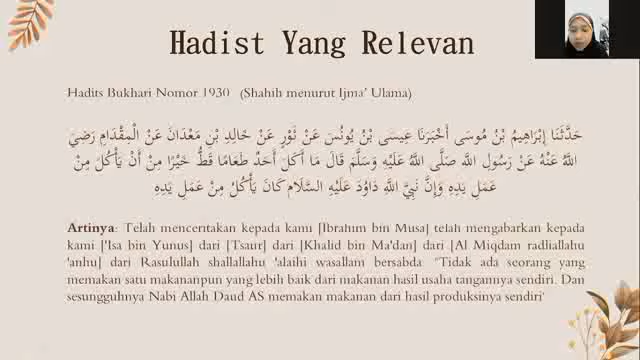 Hadist Yang Relevan
Hadits Bukhari Nomor 1930 (Shahih menurut Ijma' Ulama)
حَدَّثَنَا إِبْرَاهِيمُ بْنُ مُوسَى أَخْبَرَنَا عِيسَى بْنُ يُونُسَ عَنْ ثَوْرٍ عَنْ خَالِدِ بْنِ مَعْدَانَ عَنْ الْمِقْدَامِ رَضِيَ
اللَّهُ عَنْهُ عَنْ رَسُولِ اللَّهِ صَلَّى اللَّهُ عَلَيْهِ وَسَلَّمَ قَالَ مَا أَكَلَ أَحَدٌ طَعَامًا قَطُّ خَيْرًا مِنْ أَنْ يَأْكُلَ مِنْ
عَمَلِ يَدِهِ وَإِنَّ نَبِيَّ اللَّهِ دَاوُدَ عَلَيْهِ السَّلَام كَانَ يَأْكُلُ مِنْ عَمَلِ يَدِهِ
Artinya: Telah menceritakan kepada kami [Ibrahim bin Musa] telah mengabarkan kepada
kami ['Isa bin Yunus] dari [Tsaur] dari [Khalid bin Ma'dan] dari [Al Miqdam radliallahu
'anhu] dari Rasulullah shallallahu 'alaihi wasallam bersabda: "Tidak ada seorang yang
memakan satu makananpun yang lebih baik dari makanan hasil usaha tangannya sendiri. Dan
sesungguhnya Nabi Allah Daud AS memakan makanan dari hasil produksinya sendiri"